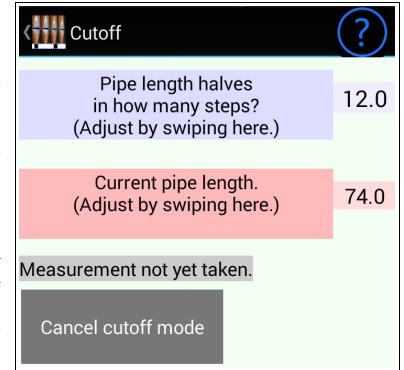 Cutoff
?
Pipe length halves
in how many steps?
(Adjust by swiping here.)
12.0
Current pipe length.
(Adjust by swiping here.)
74.0
Measurement not yet taken.
Cancel cutoff mode